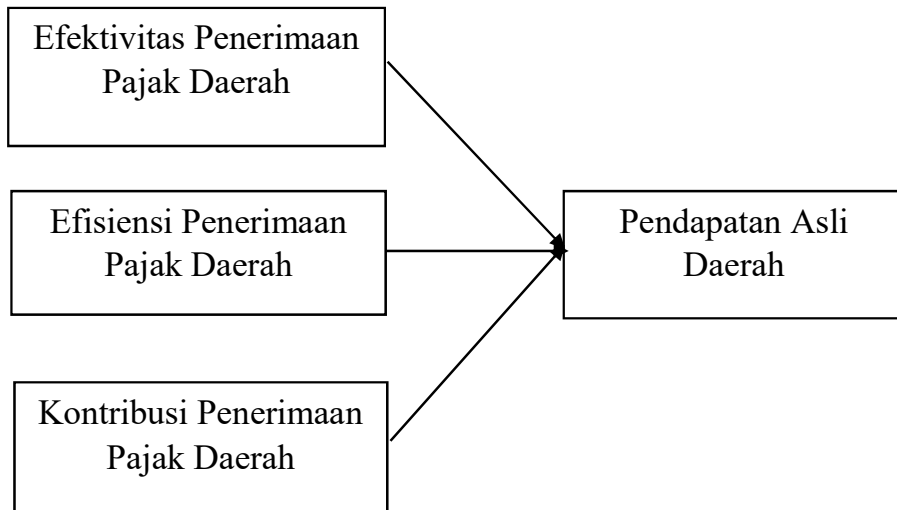 Efektivitas Penerimaan
Pajak Daerah
Efisiensi Penerimaan
Pajak Daerah
Pendapatan Asli
Daerah
Kontribusi Penerimaan
Pajak Daerah